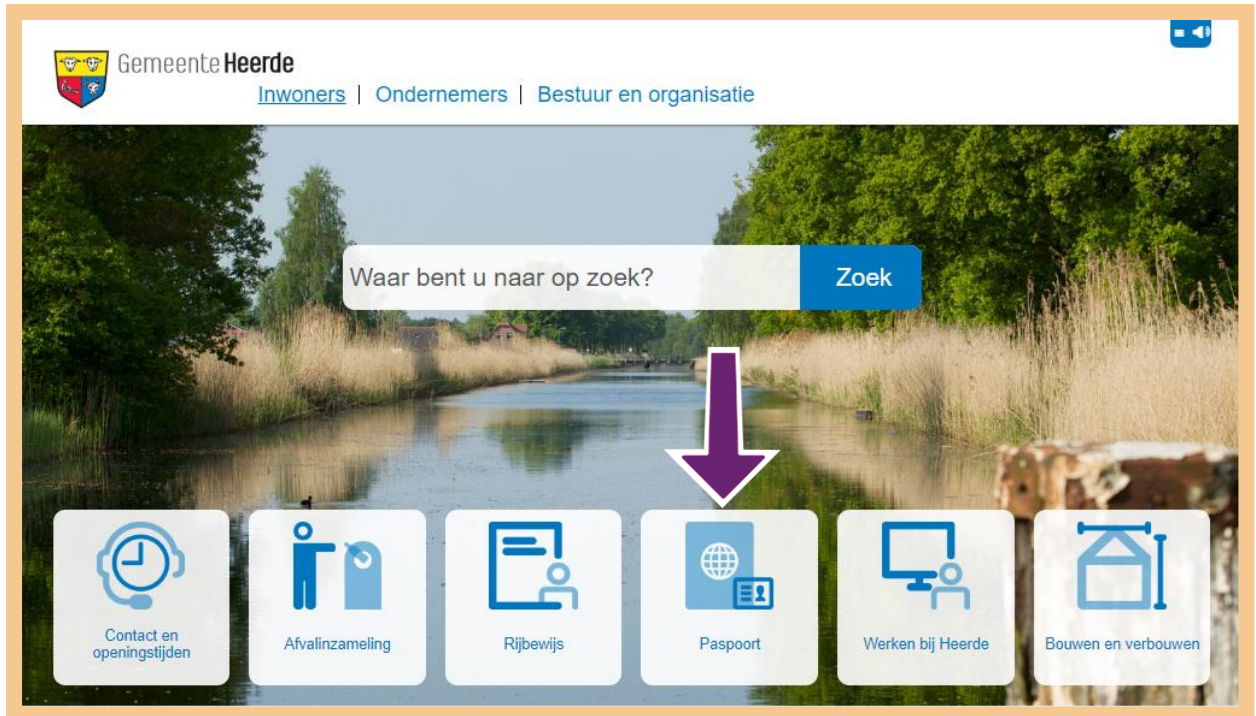 Gemeente Heerde
Inwoners | Ondernemers | Bestuur en organisatie
Waar bent u naar op zoek?
Zoek
Contact en
openingstijden
Afvalinzameling
Rijbewijs
Paspoort
Werken bij Heerde
Bouwen en verbouwen